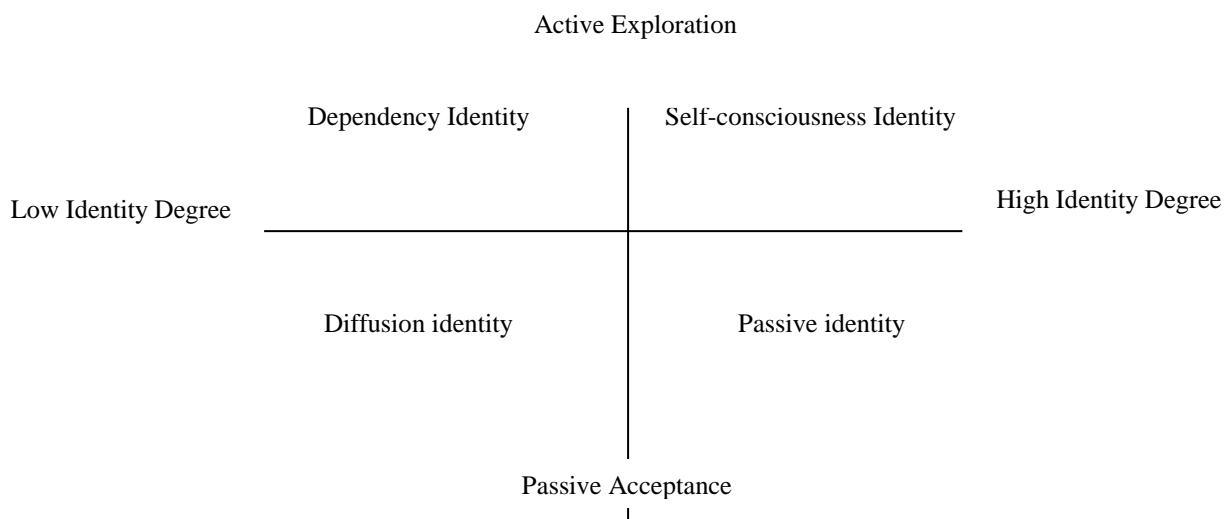 Active Exploration
Dependency Identity
Self-consciousness Identity
Low Identity Degree
High Identity Degree
Diffusion identity
Passive identity
Passive Acceptance